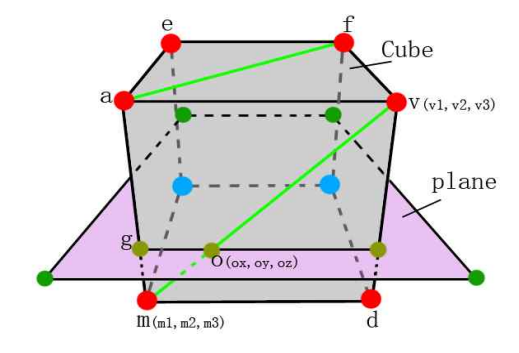 e
f
Cube
a
v(v1, v2, v3)
plane
g
O(ox, oy, oz)
m(m1, m2, m3)
d